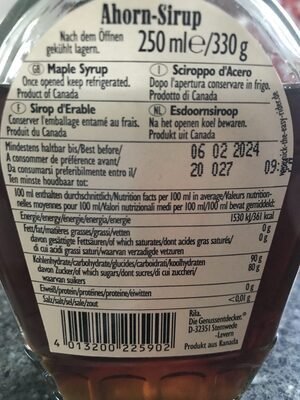 Ahorn-Sirup
Nach dem Öffnen
gekühlt lagern.
250 ml e/330 g
GB Maple Syrup
Once opened keep refrigerated.
Product of Canada
I Sciroppo d'Acero
Dopo l'apertura conservare in frigo.
Prodotto di Canada
F Sirop d'Erable
Conserver l'emballage entamé au frais.
Produit du Canada
NL Esdoornsiroop
Na het openen koel bewaren.
Produkt uit Canada
Mindestens haltbar bis/Best before/
A consommer de préférence avant/
Da consumarsi preferibilmente entro il/
Ten minste houdbaar tot:
06 02 2024
20 027 09:
100 ml enthalten durchschnittlich/Nutrition facts per 100 ml in average/Valeurs nutrition-
nelles moyennes pour 100 ml/Valori nutrizionali medi per 100 ml/100 ml bevat gemiddeld:
Energie/energy/énergie/energia/energie 1530 kJ/361 kcal
Fett/fat/matières grasses/grassi/vetten 0 g
davon gesättigte Fettsäuren/of which saturates/dont acides gras saturés/
di cui acidi grassi saturi/waarvan verzadigde vetzuren 0 g
Kohlenhydrate/carbohydrate/glucides/carboidrati/koolhydraten 90 g
davon Zucker/of which sugars/dont sucres/di cui zuccheri/
waarvan suikers 80 g
Eiweiß/protein/protéines/proteine/eiwitten 0 g
Salz/salt/sel/sale/zout <0,01 g
4 013200 225902
Rila.
Die Genussentdecker.®
D-32351 Stemwede
-Levern
Produkt aus Kanada